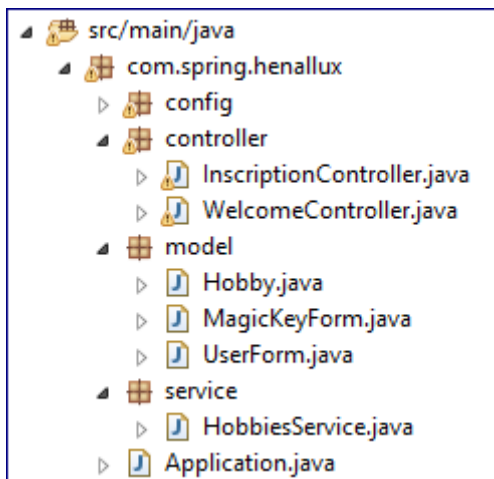 src/main/java
com.spring.henallux
config
controller
InscriptionController.java
WelcomeController.java
model
Hobby.java
MagicKeyForm.java
UserForm.java
service
HobbiesService.java
Application.java